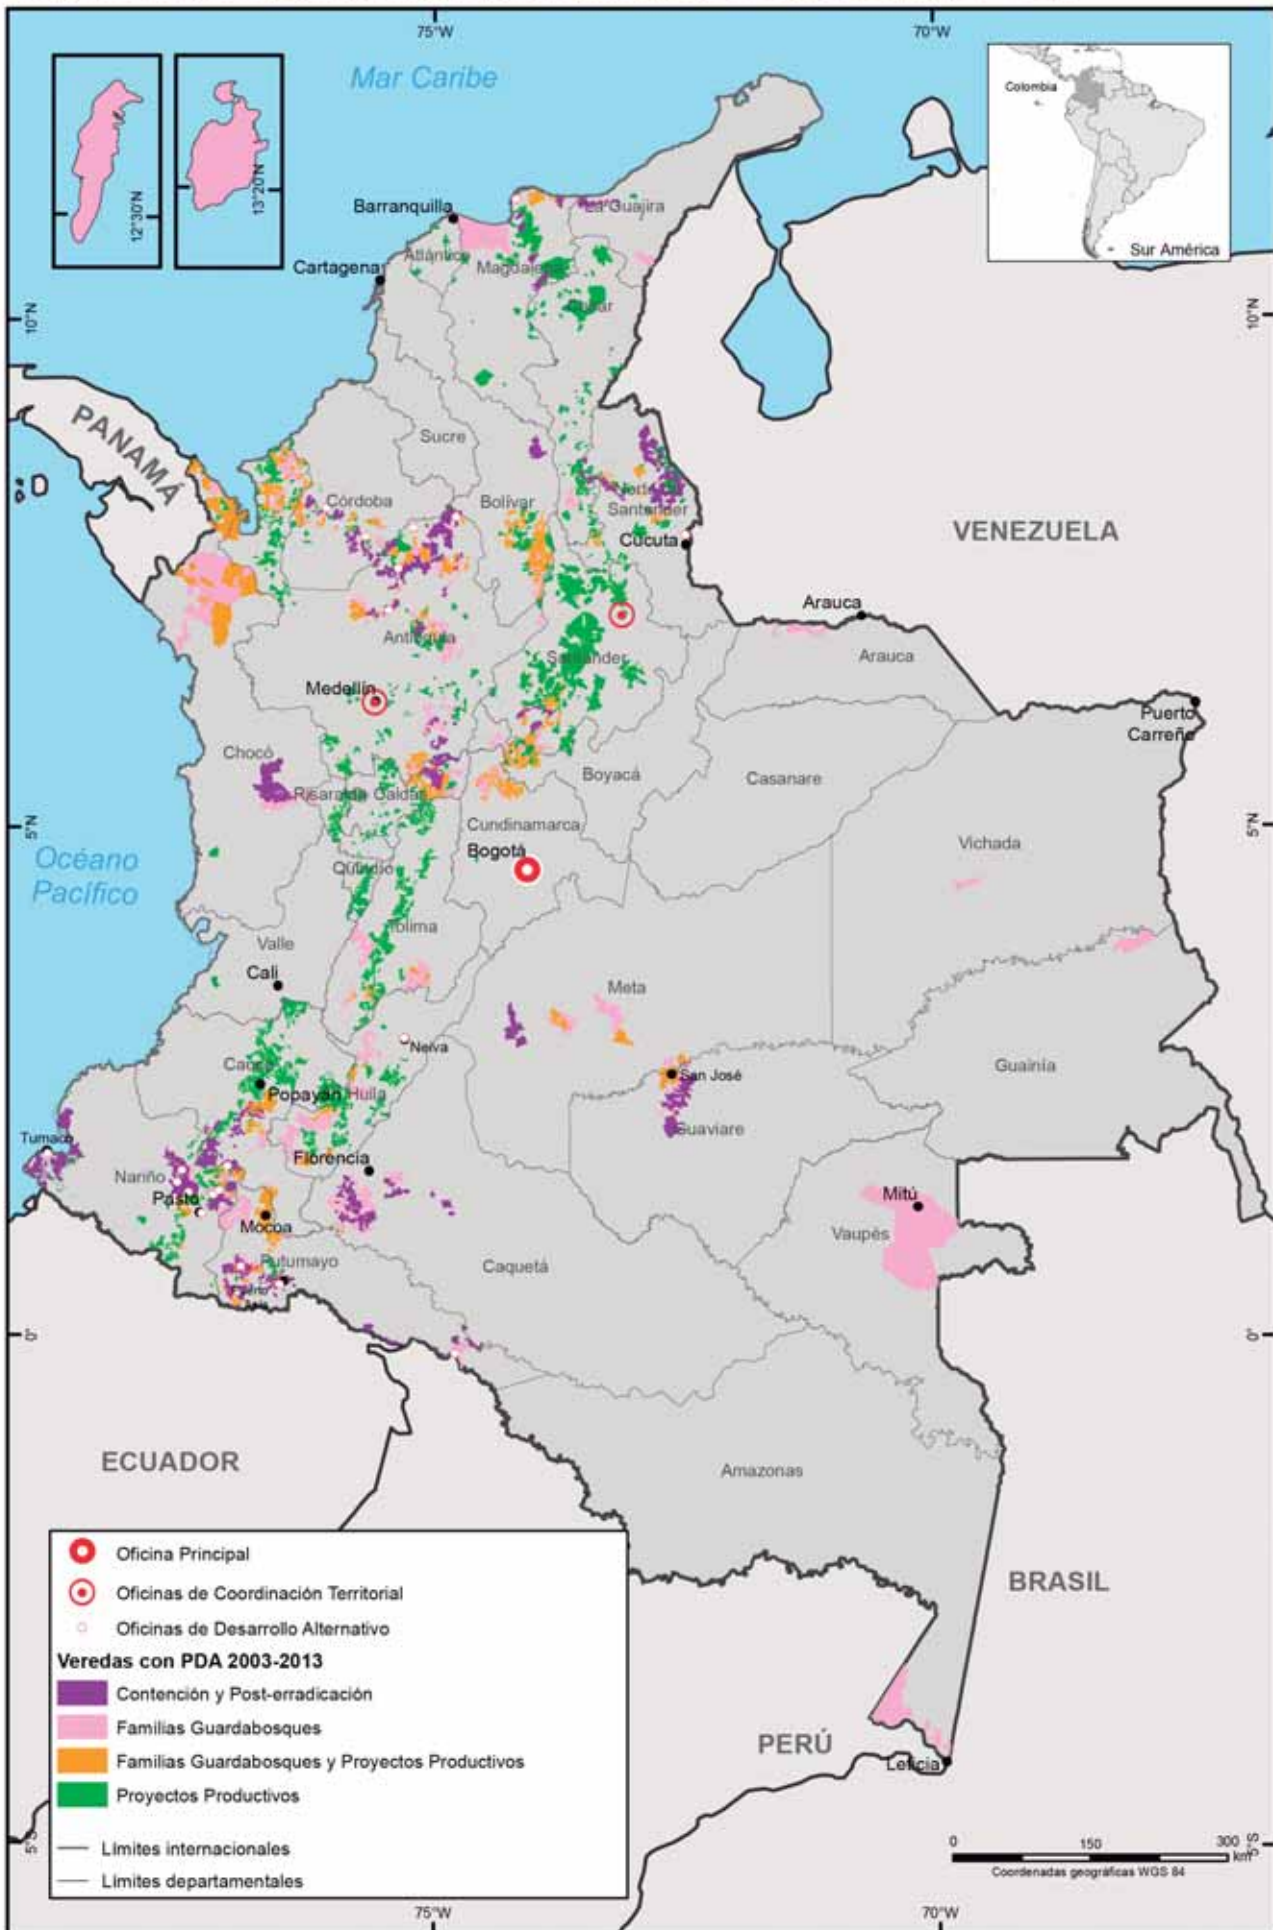 75°W
70°W
Mar Caribe
Colombia
Sur América
12°30'N
13°20'N
Barranquilla
La Guajira
Atlántico
Magdalena
Cartagena
10°N
10°N
PANAMÁ
Sucre
Córdoba
Bolívar
Norte de
Santander
Cúcuta
VENEZUELA
Arauca
Arauca
Antioquia
Santander
Medellín
Puerto
Carreño
Chocó
Boyacá
Casanare
Risaralda
Caldas
Cundinamarca
5°N
5°N
Bogotá
Vichada
Océano
Pacífico
Quindío
Tolima
Valle
Cali
Meta
Neiva
Cauca
San José
Guainía
Popayán
Huila
Guaviare
Tumaco
Florencia
Nariño
Pasto
Mitú
Mocoa
Vaupés
Putumayo
Caquetá
0°
0°
ECUADOR
Amazonas
BRASIL
PERÚ
Leticia
Oficina Principal
Oficinas de Coordinación Territorial
Oficinas de Desarrollo Alternativo
Veredas con PDA 2003-2013
Contención y Post-erradicación
Familias Guardabosques
Familias Guardabosques y Proyectos Productivos
Proyectos Productivos
Límites internacionales
Límites departamentales
0 150 300
km
Coordenadas geográficas WGS 84
5°S
5°S
75°W
70°W